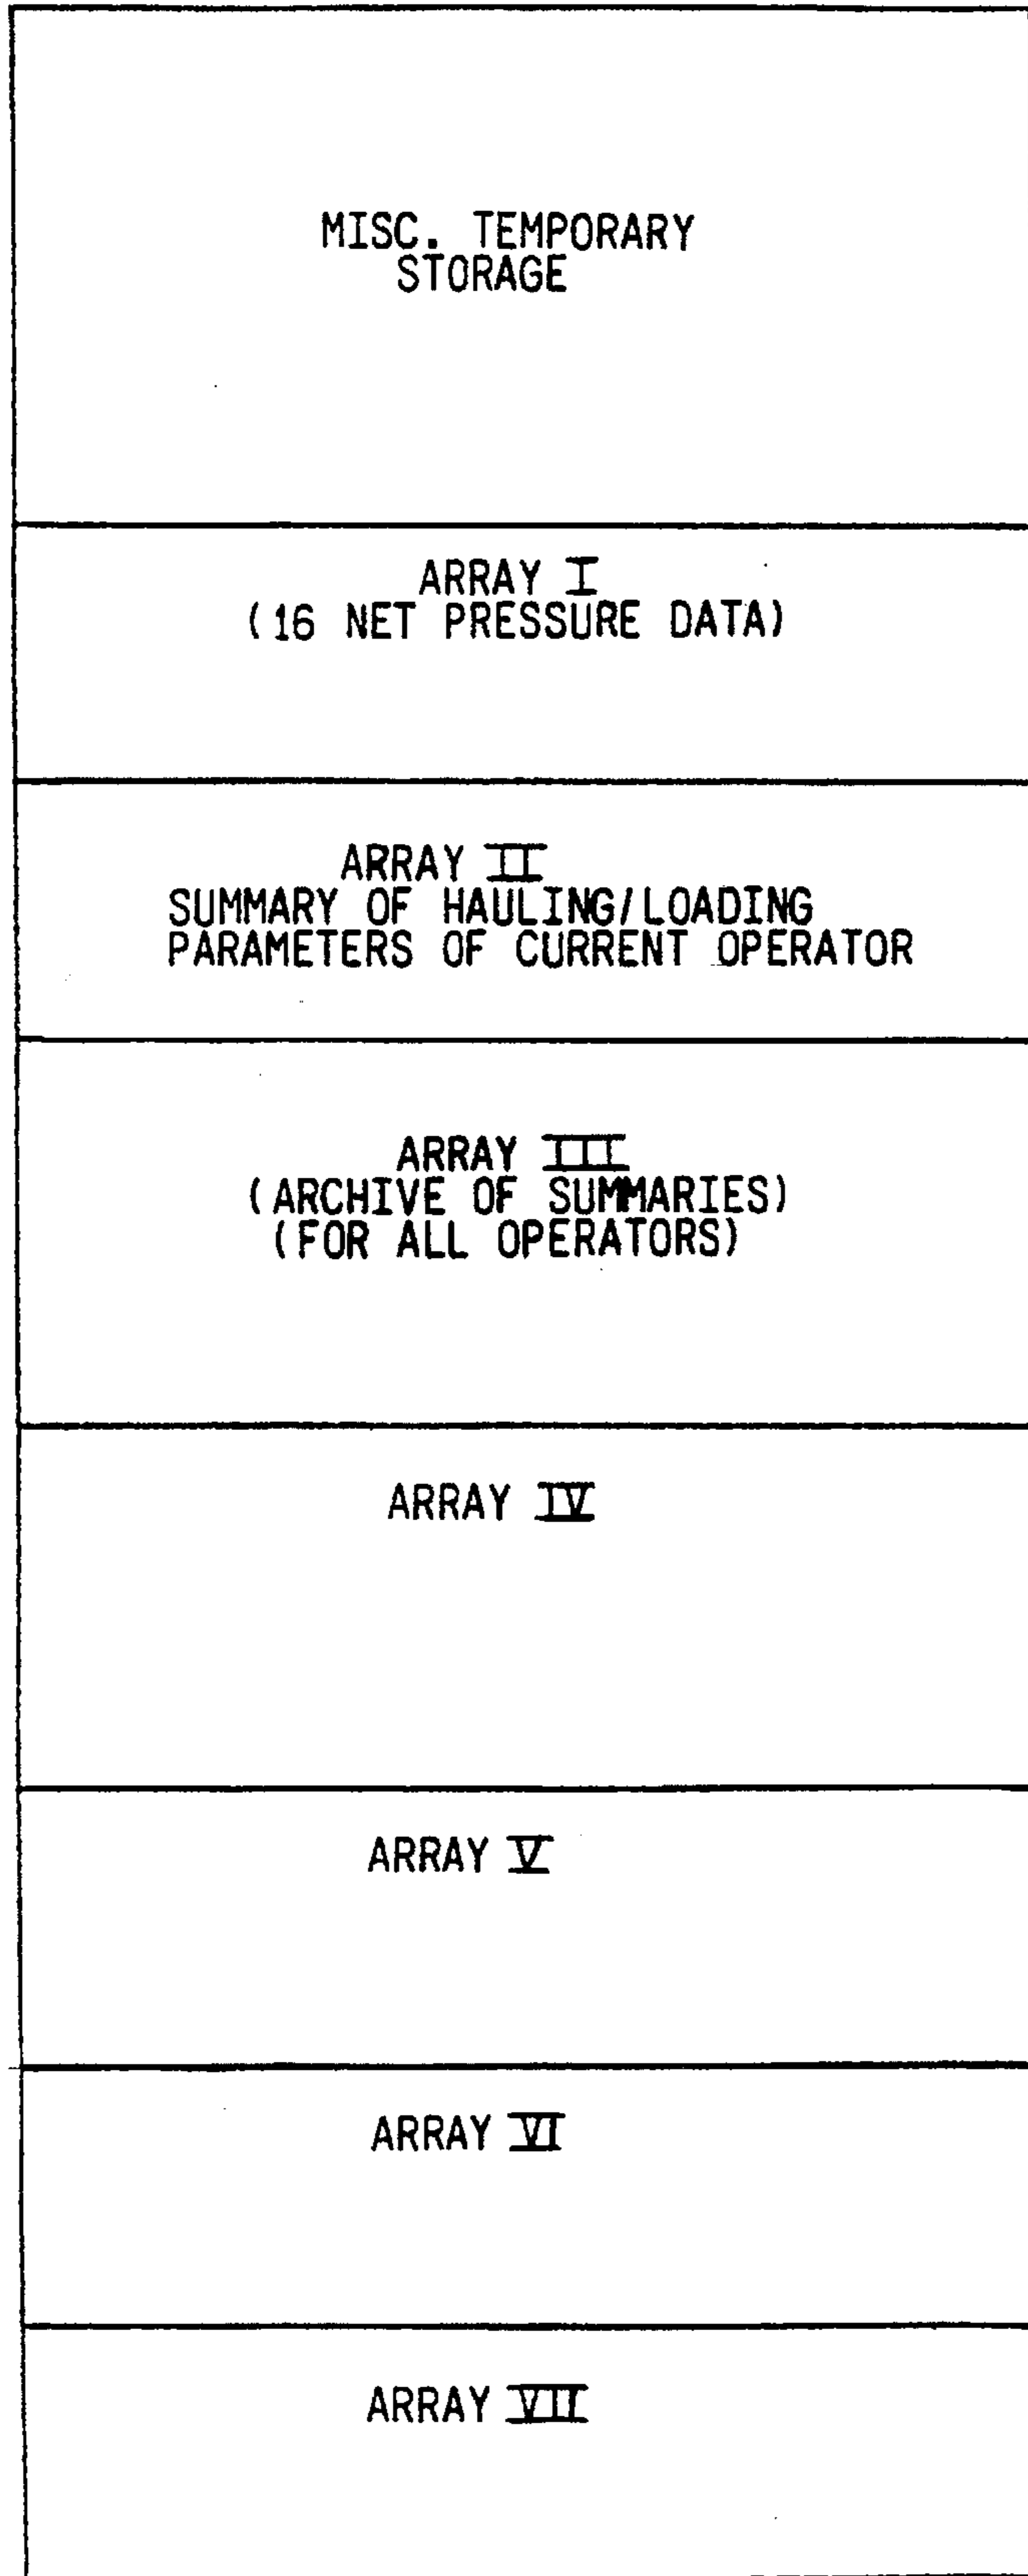 MISC. TEMPORARY
STORAGE
ARRAY I
(16 NET PRESSURE DATA)
ARRAY II
SUMMARY OF HAULING/LOADING
PARAMETERS OF CURRENT OPERATOR
ARRAY III
(ARCHIVE OF SUMMARIES)
(FOR ALL OPERATORS)
ARRAY IV
ARRAY V
ARRAY VI
ARRAY VII